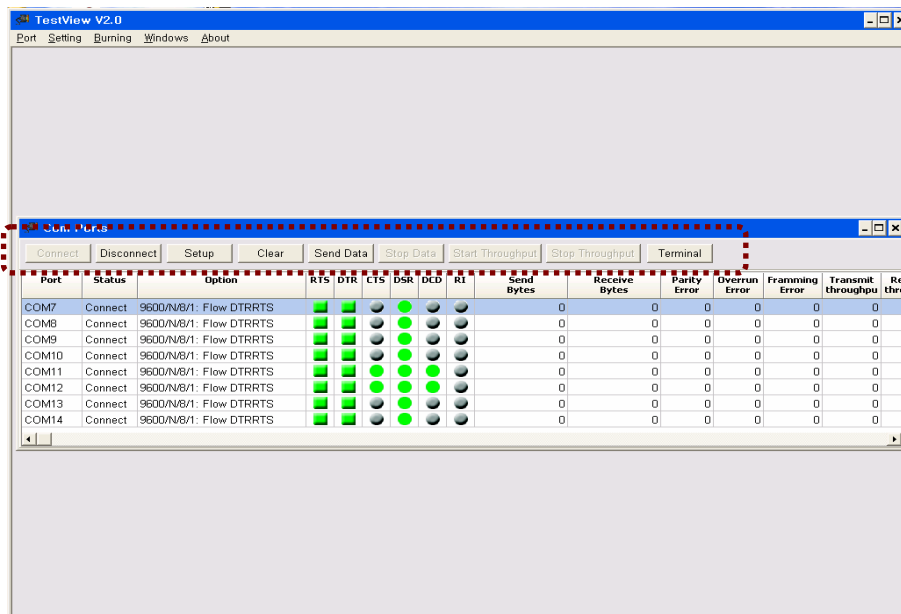 TestView V2.0
Port Setting Burning Windows About
Com Ports
Connect Disconnect Setup Clear Send Data Stop Data Start Throughput Stop Throughput Terminal
Port Status Option RTS DTR CTS DSR DCD RI Send Bytes Receive Bytes Parity Error Overrun Error Framming Error Transmit throughpu Re thr
COM7 Connect 9600/N/8/1: Flow DTRRTS 0 0 0 0 0 0
COM8 Connect 9600/N/8/1: Flow DTRRTS 0 0 0 0 0 0
COM9 Connect 9600/N/8/1: Flow DTRRTS 0 0 0 0 0 0
COM10 Connect 9600/N/8/1: Flow DTRRTS 0 0 0 0 0 0
COM11 Connect 9600/N/8/1: Flow DTRRTS 0 0 0 0 0 0
COM12 Connect 9600/N/8/1: Flow DTRRTS 0 0 0 0 0 0
COM13 Connect 9600/N/8/1: Flow DTRRTS 0 0 0 0 0 0
COM14 Connect 9600/N/8/1: Flow DTRRTS 0 0 0 0 0 0